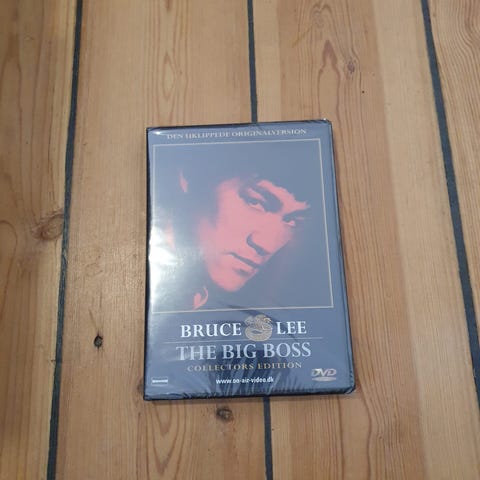 DEN UKLIPPEDE ORIGINALVERSION
BRUCE LEE
THE BIG BOSS
COLLECTORS EDITION
www.on-air-video.dk
DVD